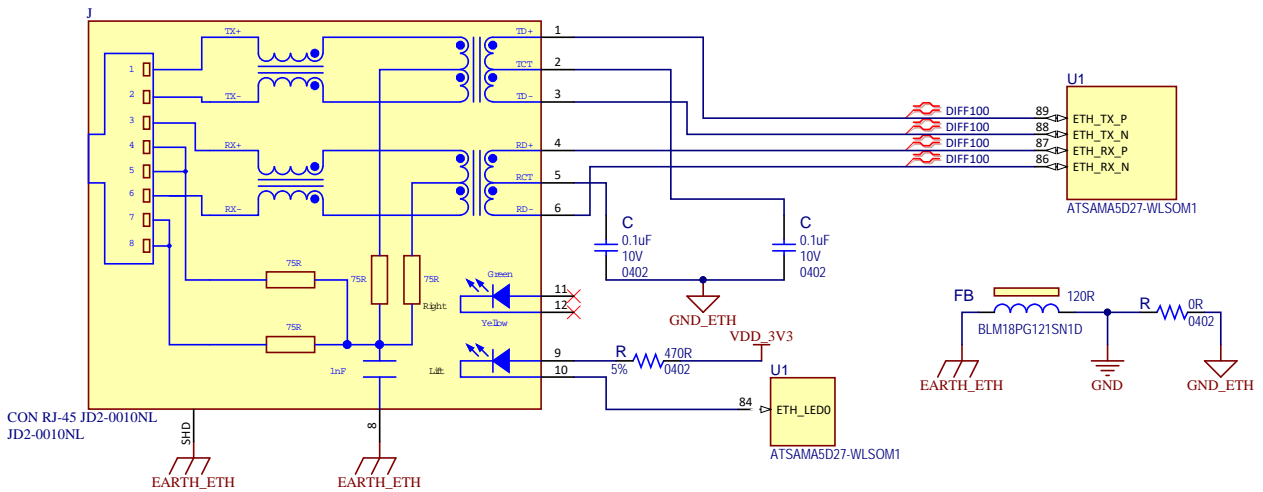 J
TX+
TD+
1
TCT
2
TX-
TD-
3
RX+
RD+
4
RCT
5
RX-
RD-
6
1
2
3
4
5
6
7
8
75R
75R
75R
75R
Right
1nF
Green
Yellow
Lift
11
12
9
10
CON RJ-45 JD2-0010NL
JD2-0010NL
SHD
8
EARTH_ETH
EARTH_ETH
DIFF100
DIFF100
DIFF100
DIFF100
U1
89
ETH_TX_P
88
ETH_TX_N
87
ETH_RX_P
86
ETH_RX_N
ATSAMA5D27-WLSOM1
C
0.1uF
10V
0402
C
0.1uF
10V
0402
GND_ETH
VDD_3V3
R
470R
5%
0402
U1
84
ETH_LED0
ATSAMA5D27-WLSOM1
FB
120R
BLM18PG121SN1D
R
0R
0402
EARTH_ETH
GND
GND_ETH